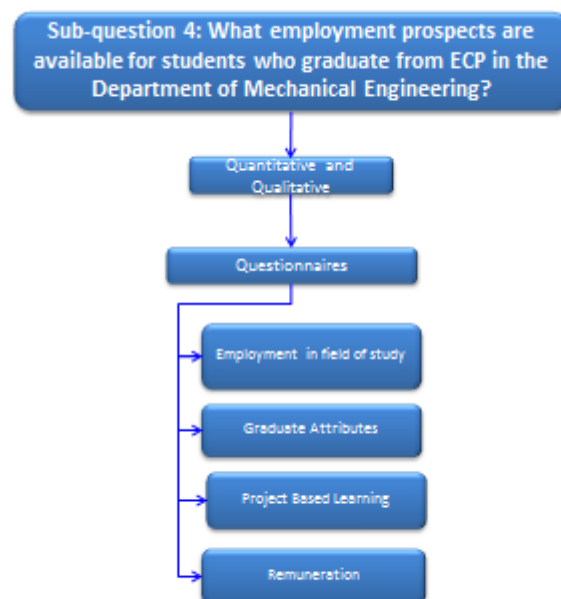 Sub-question 4: What employment prospects are
available for students who graduate from ECP in the
Department of Mechanical Engineering?
Quantitative and
Qualitative
Questionnaires
Employment in field of study
Graduate Attributes
Project Based Learning
Remuneration